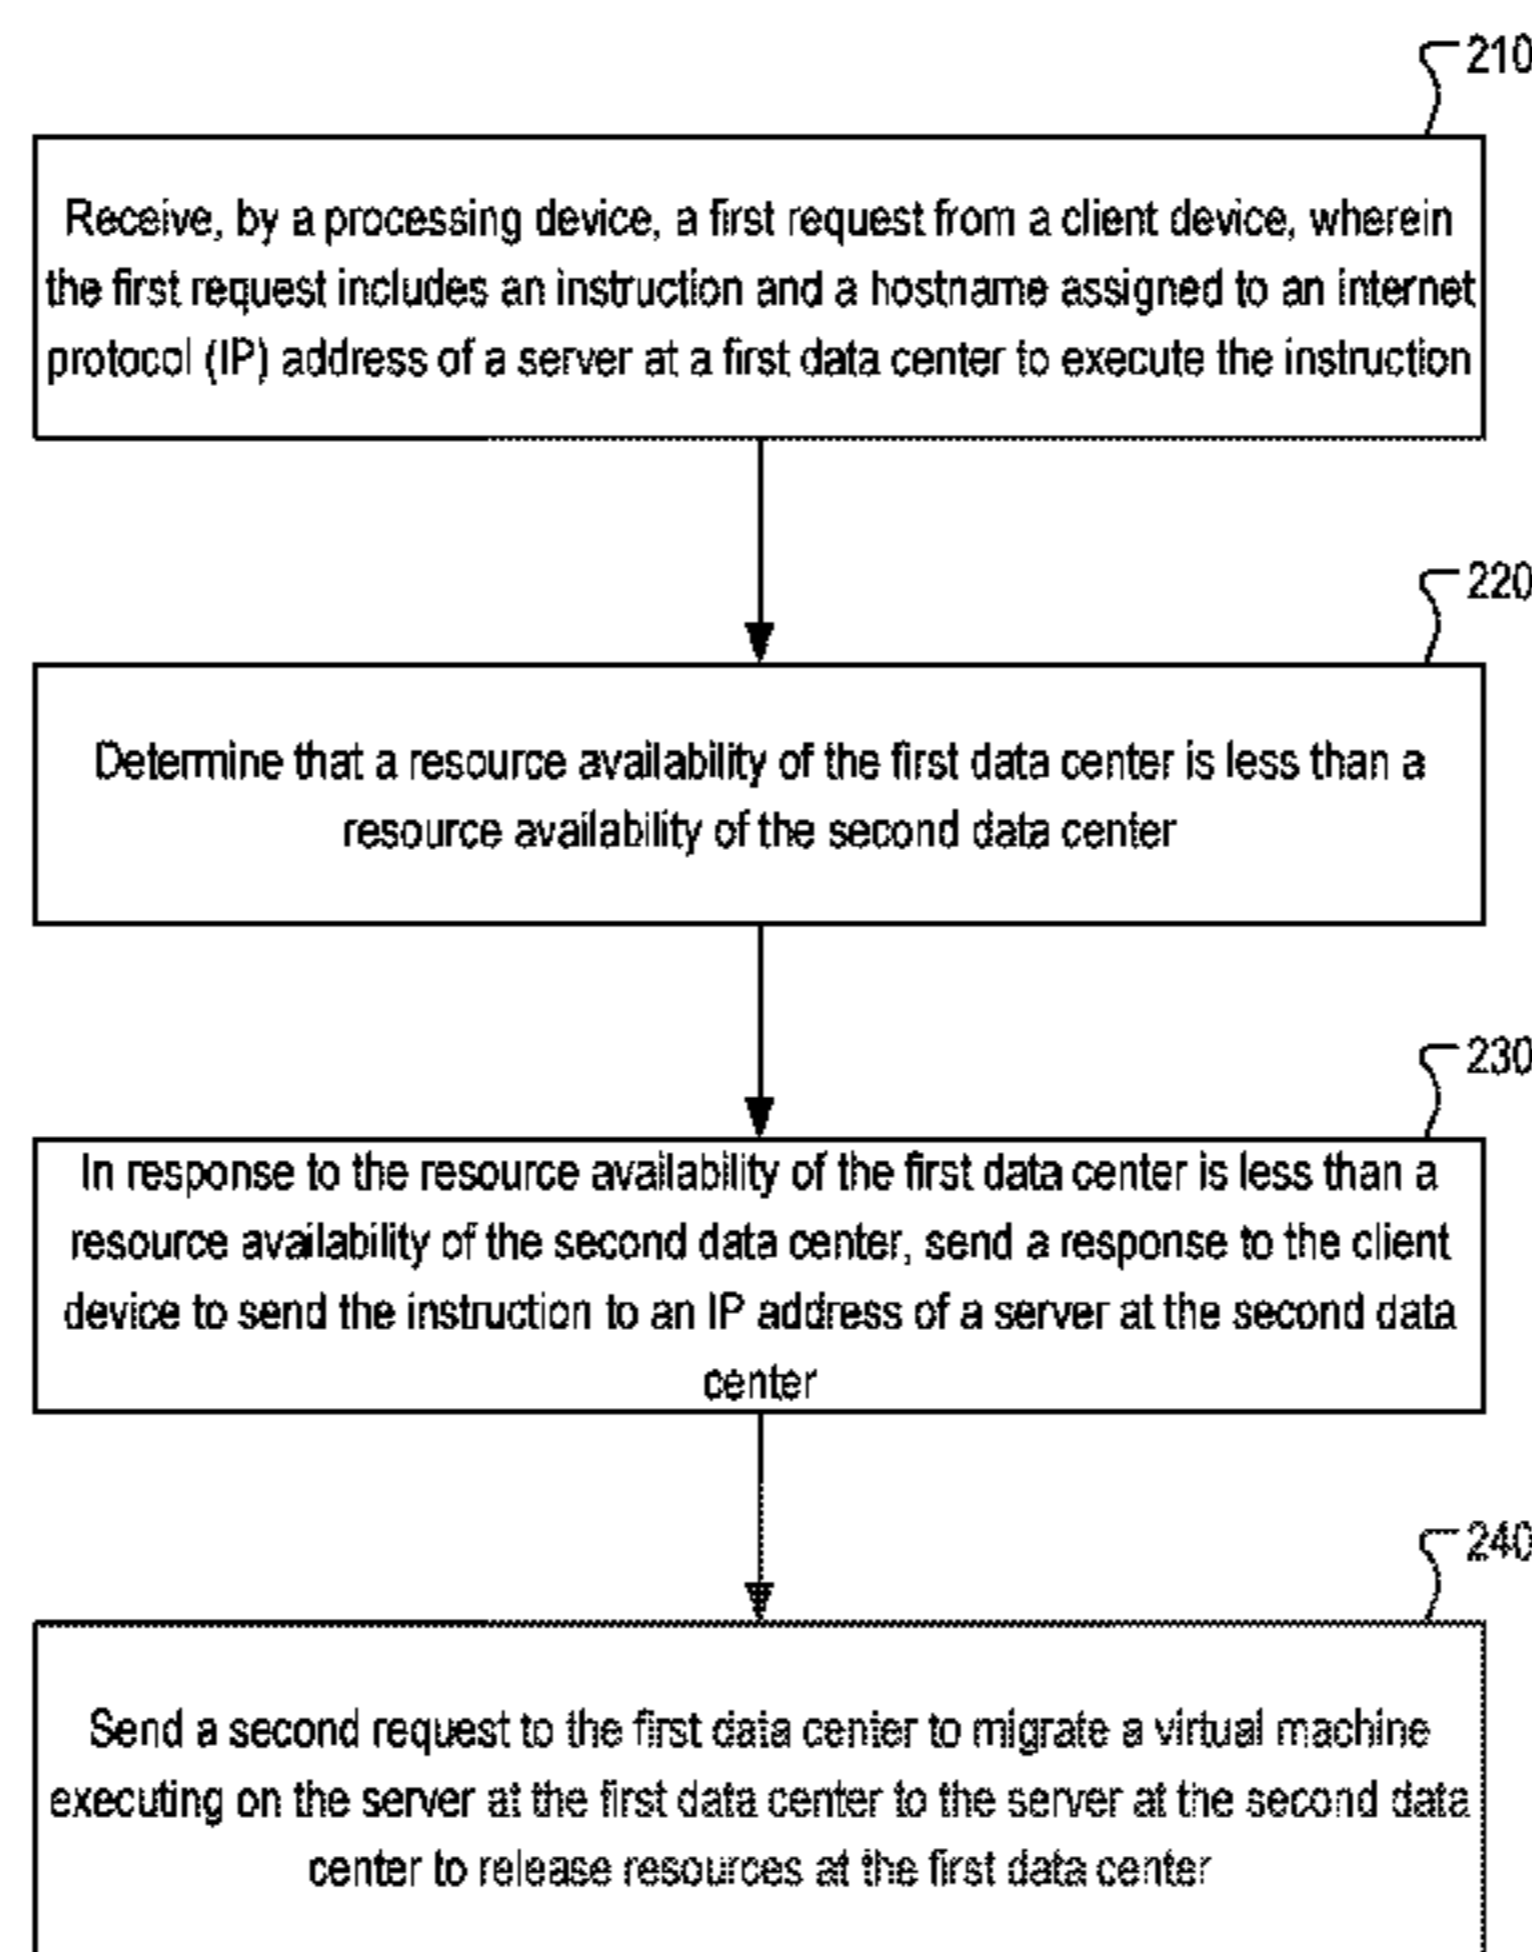 210
Receive, by a processing device, a first request from a client device, wherein
the first request includes an instruction and a hostname assigned to an internet
protocol (IP) address of a server at a first data center to execute the instruction
220
Determine that a resource availability of the first data center is less than a
resource availability of the second data center
230
In response to the resource availability of the first data center is less than a
resource availability of the second data center, send a response to the client
device to send the instruction to an IP address of a server at the second data
center
240
Send a second request to the first data center to migrate a virtual machine
executing on the server at the first data center to the server at the second data
center to release resources at the first data center